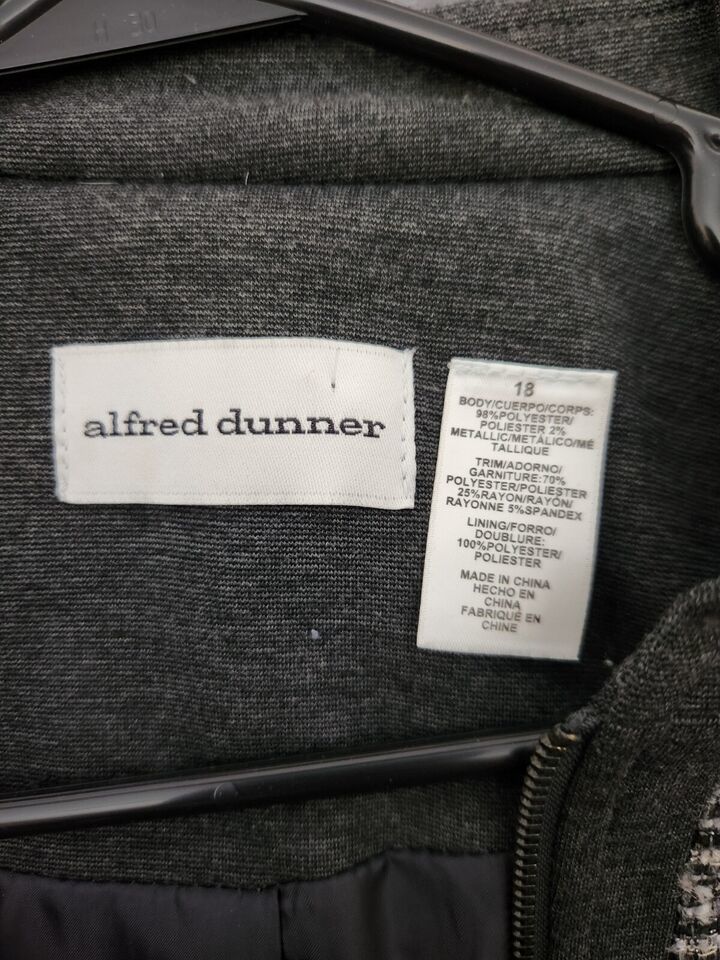 H 30
alfred dunner
18
BODY/CUERPO/CORPS:
98%POLYESTER/
POLIESTER 2%
METALLIC/METÁLICO/MÉ
TALLIQUE
TRIM/ADORNO/
GARNITURE:70%
POLYESTER/POLIESTER
25%RAYON/RAYÓN/
RAYONNE 5%SPANDEX
LINING/FORRO/
DOUBLURE:
100%POLYESTER/
POLIESTER
MADE IN CHINA
HECHO EN
CHINA
FABRIQUÉ EN
CHINE